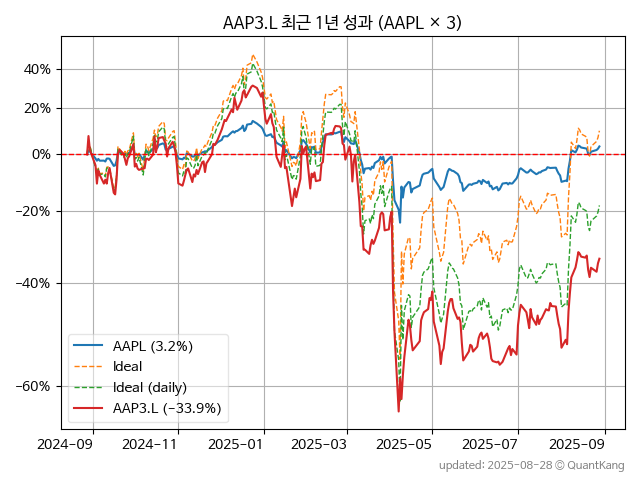 AAP3.L 최근 1년 성과 (AAPL × 3)
40%
20%
0%
−20%
−40%
−60%
AAPL (3.2%)
Ideal
Ideal (daily)
AAP3.L (−33.9%)
2024-09 2024-11 2025-01 2025-03 2025-05 2025-07 2025-09
updated: 2025-08-28 © QuantKang